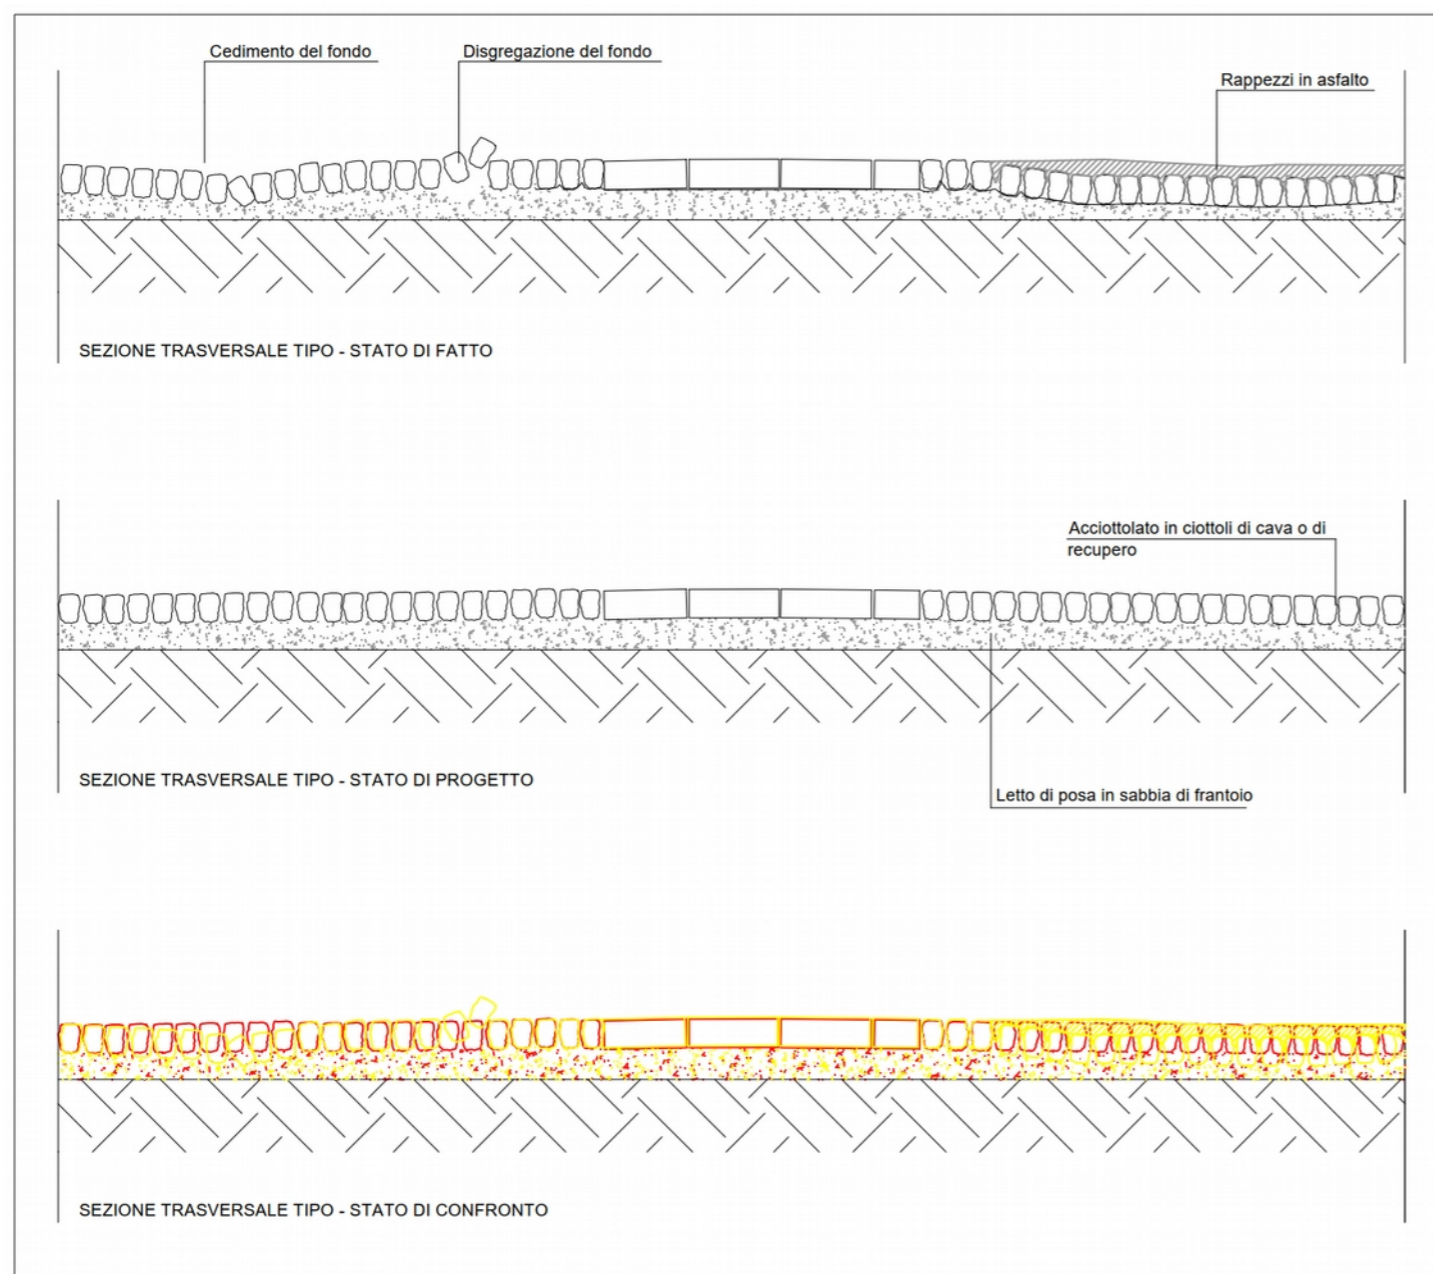 Cedimento del fondo
Disgregazione del fondo
Rappezzi in asfalto
SEZIONE TRASVERSALE TIPO - STATO DI FATTO
Acciottolato in ciottoli di cava o di
recupero
SEZIONE TRASVERSALE TIPO - STATO DI PROGETTO
Letto di posa in sabbia di frantoio
SEZIONE TRASVERSALE TIPO - STATO DI CONFRONTO